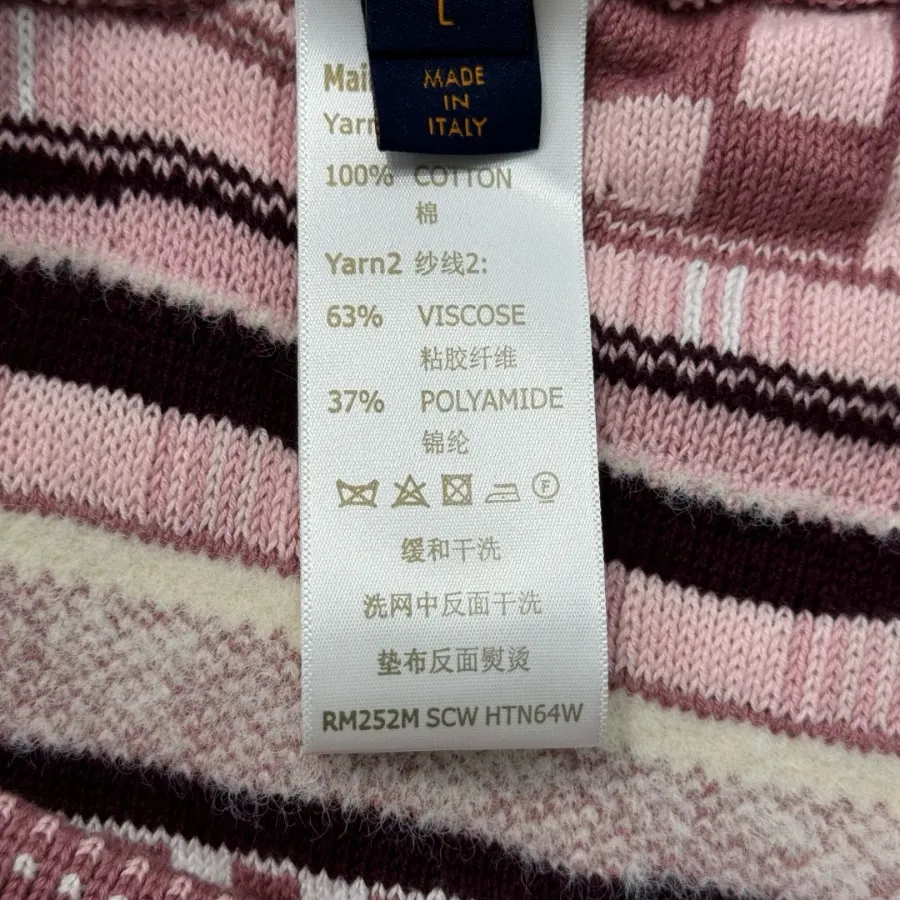 L
MADE
IN
ITALY
100% COTTON
棉
Yarn2 纱线2:
63% VISCOSE
粘胶纤维
37% POLYAMIDE
锦纶
F
缓和干洗
洗网中反面干洗
垫布反面熨烫
RM252M SCW HTN64W